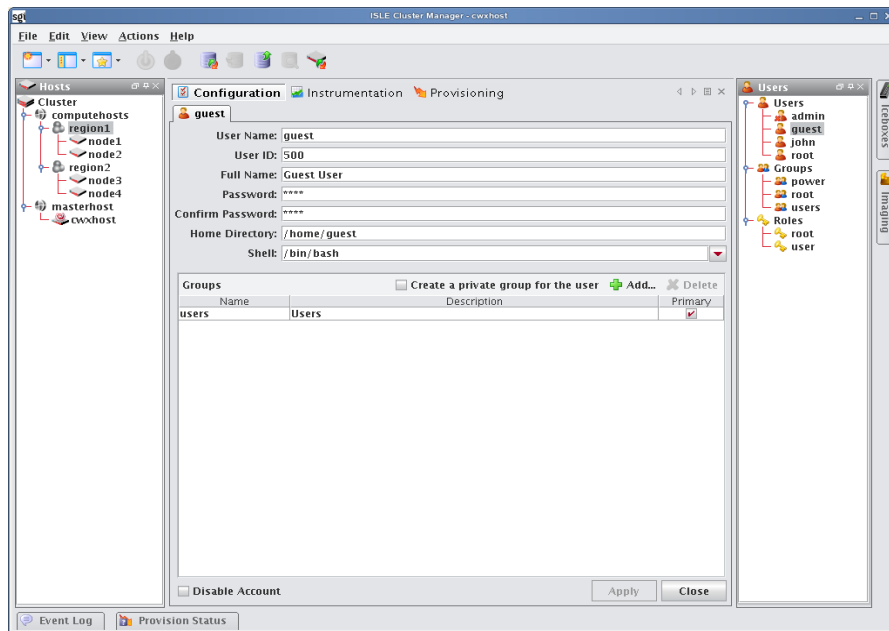 sgi
ISLE Cluster Manager - cwxhost
File Edit View Actions Help
Hosts
Cluster
computehosts
region1
node1
node2
region2
node3
node4
masterhost
cwxhost
Configuration Instrumentation Provisioning
guest
User Name: guest
User ID: 500
Full Name: Guest User
Password: ****
Confirm Password: ****
Home Directory: /home/guest
Shell: /bin/bash
Groups Create a private group for the user Add... Delete
Name Description Primary
users Users
Disable Account Apply Close
Users
Users
admin
guest
john
root
Groups
power
root
users
Roles
root
user
Iceboxes
Imaging
Event Log Provision Status